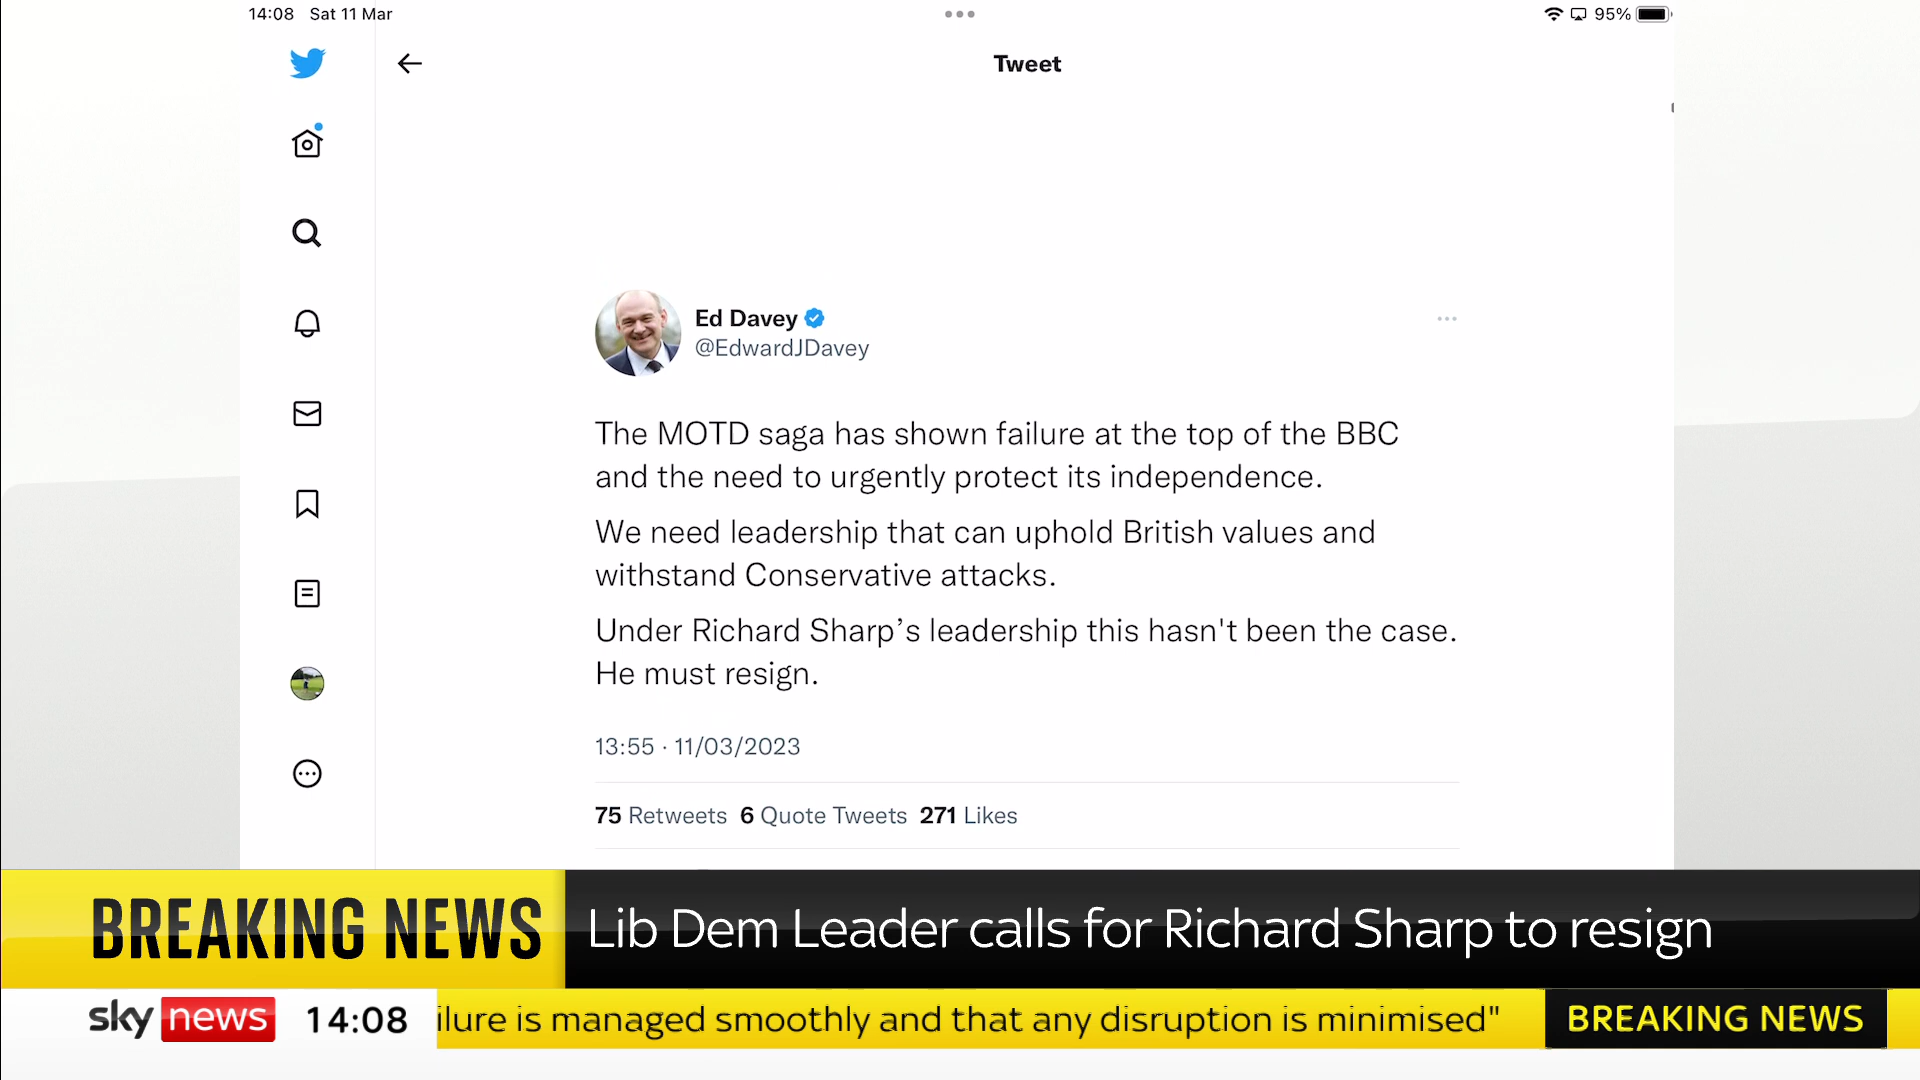 14:08 Sat 11 Mar
95%
Tweet
Ed Davey
@EdwardJDavey
The MOTD saga has shown failure at the top of the BBC
and the need to urgently protect its independence.
We need leadership that can uphold British values and
withstand Conservative attacks.
Under Richard Sharp’s leadership this hasn't been the case.
He must resign.
13:55 · 11/03/2023
75 Retweets 6 Quote Tweets 271 Likes
BREAKING NEWS
Lib Dem Leader calls for Richard Sharp to resign
sky news 14:08
is managed smoothly and that any disruption is minimised"
BREAKING NEWS